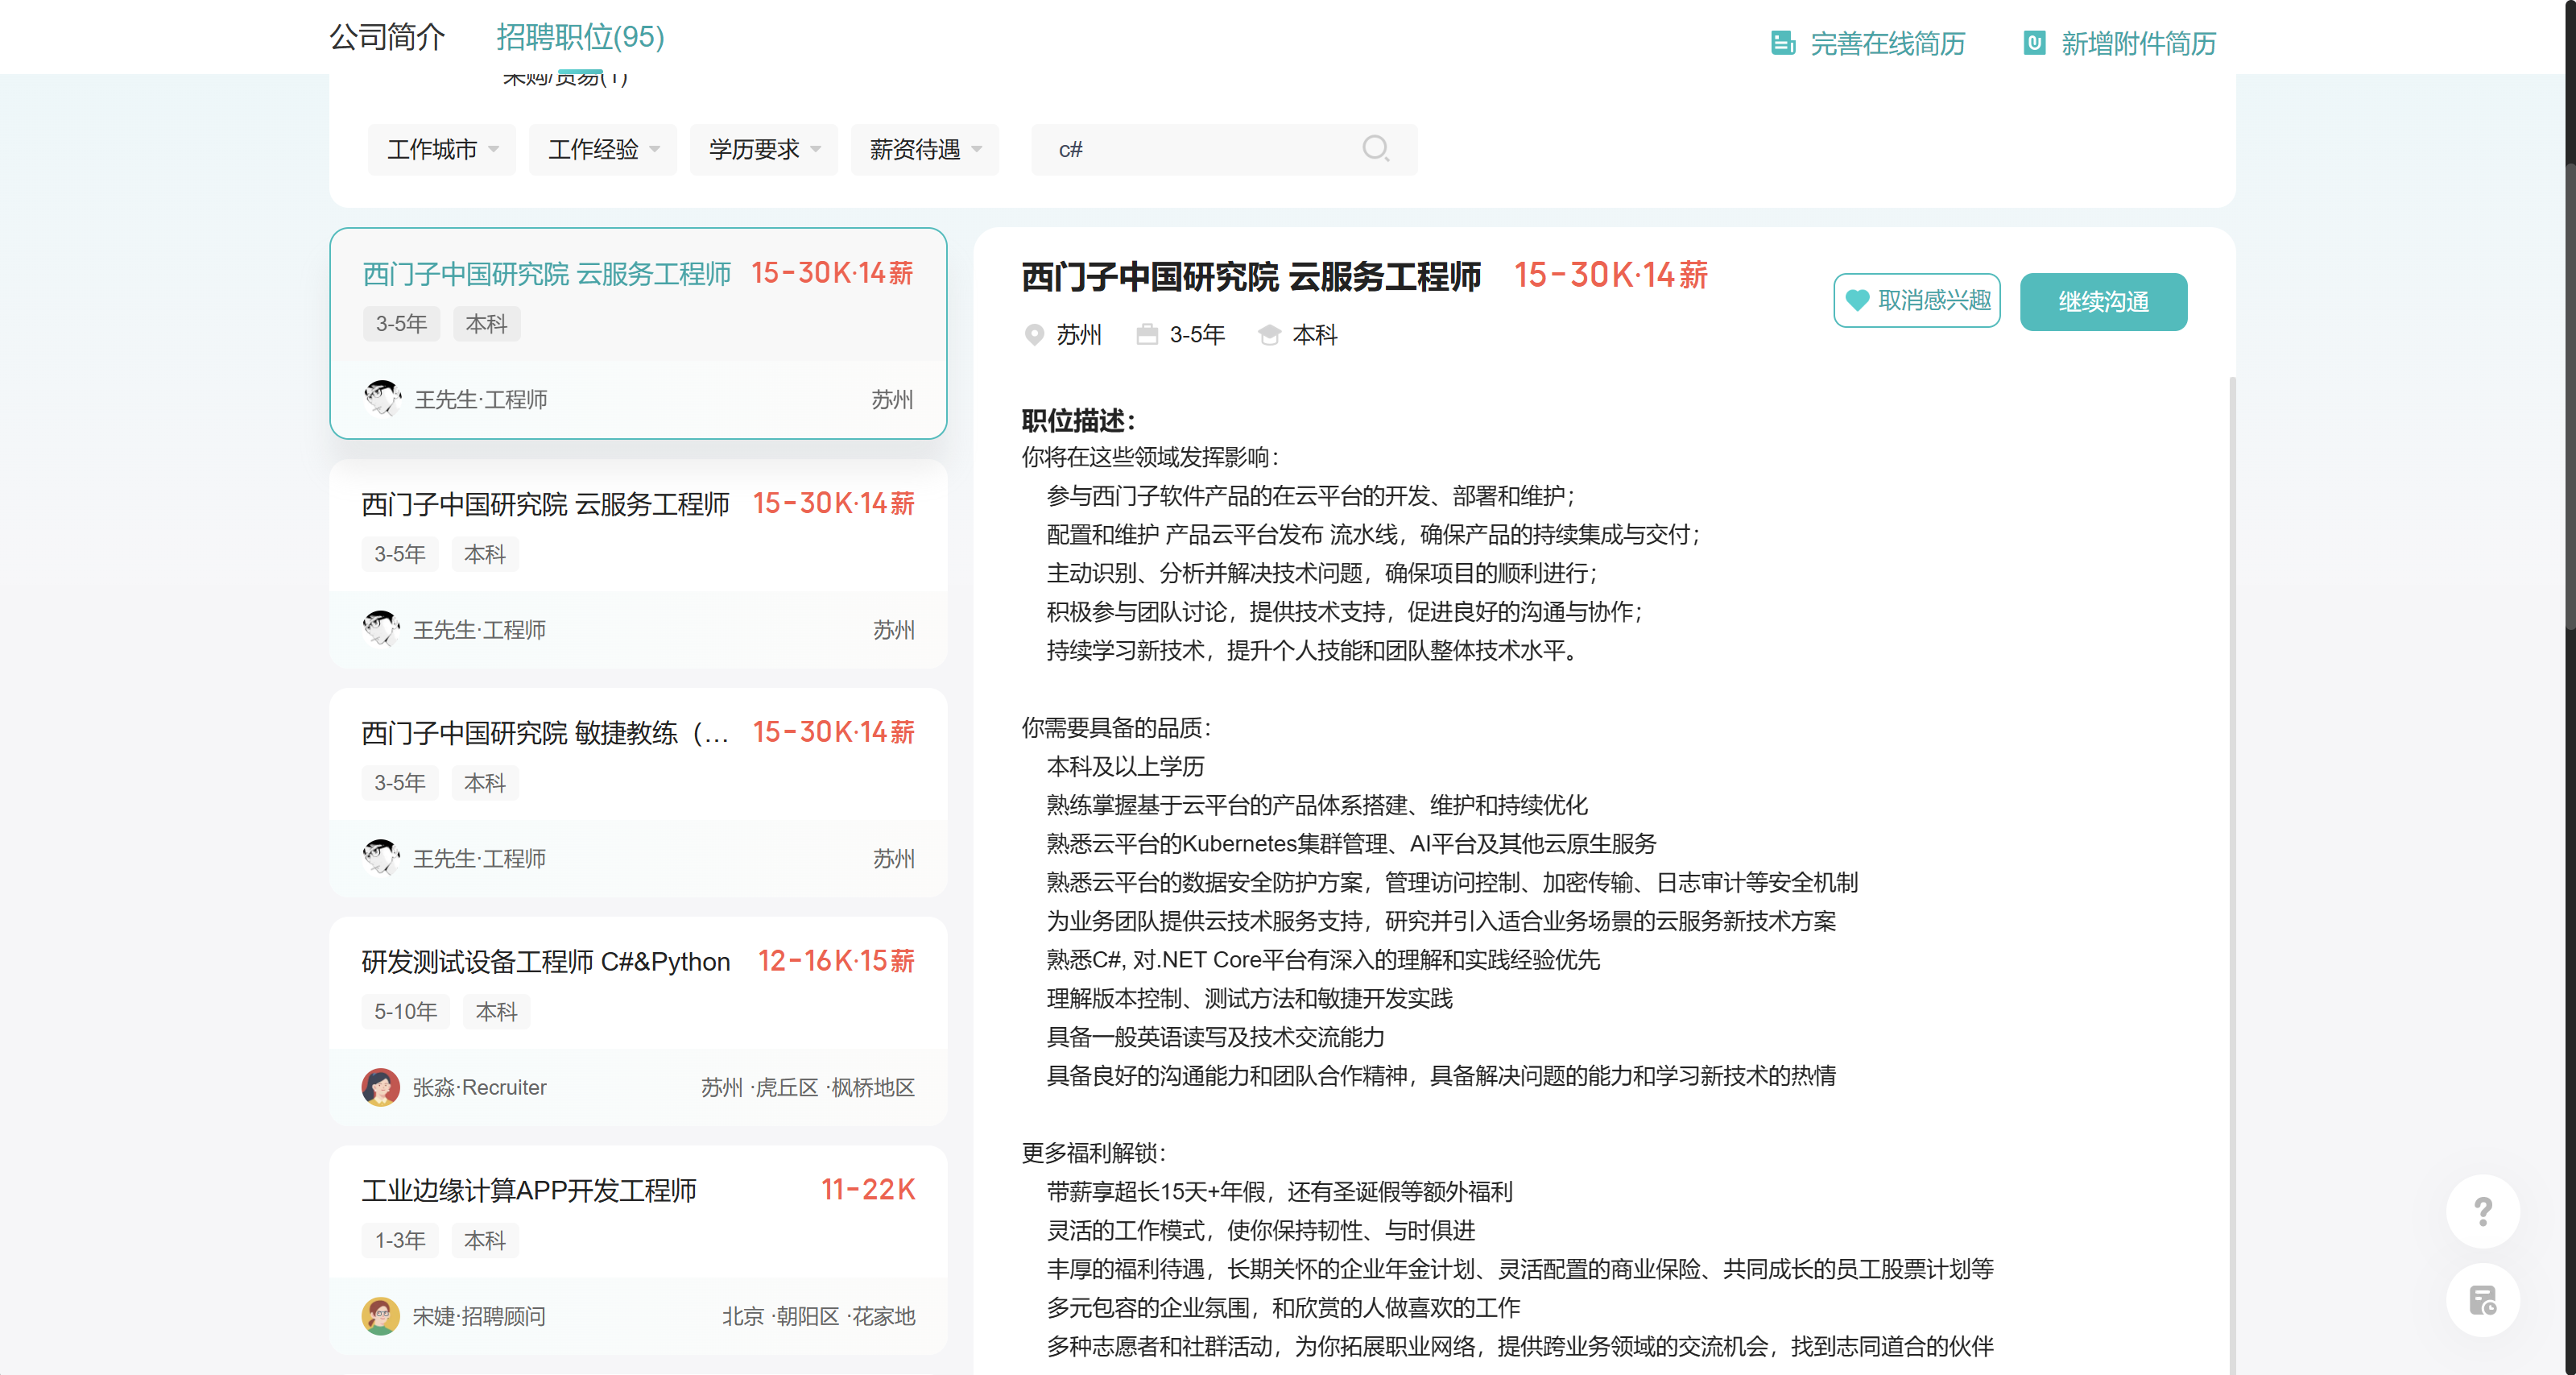 公司简介
招聘职位(95)
完善在线简历
新增附件简历
采购/贸易(1)
工作城市
工作经验
学历要求
薪资待遇
c#
西门子中国研究院 云服务工程师
15-30K·14薪
3-5年
本科
王先生·工程师
苏州
西门子中国研究院 云服务工程师
15-30K·14薪
3-5年
本科
王先生·工程师
苏州
西门子中国研究院 敏捷教练（...
15-30K·14薪
3-5年
本科
王先生·工程师
苏州
研发测试设备工程师 C#&Python
12-16K·15薪
5-10年
本科
张淼·Recruiter
苏州 ·虎丘区 ·枫桥地区
工业边缘计算APP开发工程师
11-22K
1-3年
本科
宋婕·招聘顾问
北京 ·朝阳区 ·花家地
西门子中国研究院 云服务工程师
15-30K·14薪
取消感兴趣
继续沟通
苏州
3-5年
本科
职位描述：
你将在这些领域发挥影响：
参与西门子软件产品的在云平台的开发、部署和维护；
配置和维护 产品云平台发布 流水线，确保产品的持续集成与交付；
主动识别、分析并解决技术问题，确保项目的顺利进行；
积极参与团队讨论，提供技术支持，促进良好的沟通与协作；
持续学习新技术，提升个人技能和团队整体技术水平。
你需要具备的品质：
本科及以上学历
熟练掌握基于云平台的产品体系搭建、维护和持续优化
熟悉云平台的Kubernetes集群管理、AI平台及其他云原生服务
熟悉云平台的数据安全防护方案，管理访问控制、加密传输、日志审计等安全机制
为业务团队提供云技术服务支持，研究并引入适合业务场景的云服务新技术方案
熟悉C#, 对.NET Core平台有深入的理解和实践经验优先
理解版本控制、测试方法和敏捷开发实践
具备一般英语读写及技术交流能力
具备良好的沟通能力和团队合作精神，具备解决问题的能力和学习新技术的热情
更多福利解锁：
带薪享超长15天+年假，还有圣诞假等额外福利
灵活的工作模式，使你保持韧性、与时俱进
丰厚的福利待遇，长期关怀的企业年金计划、灵活配置的商业保险、共同成长的员工股票计划等
多元包容的企业氛围，和欣赏的人做喜欢的工作
多种志愿者和社群活动，为你拓展职业网络，提供跨业务领域的交流机会，找到志同道合的伙伴